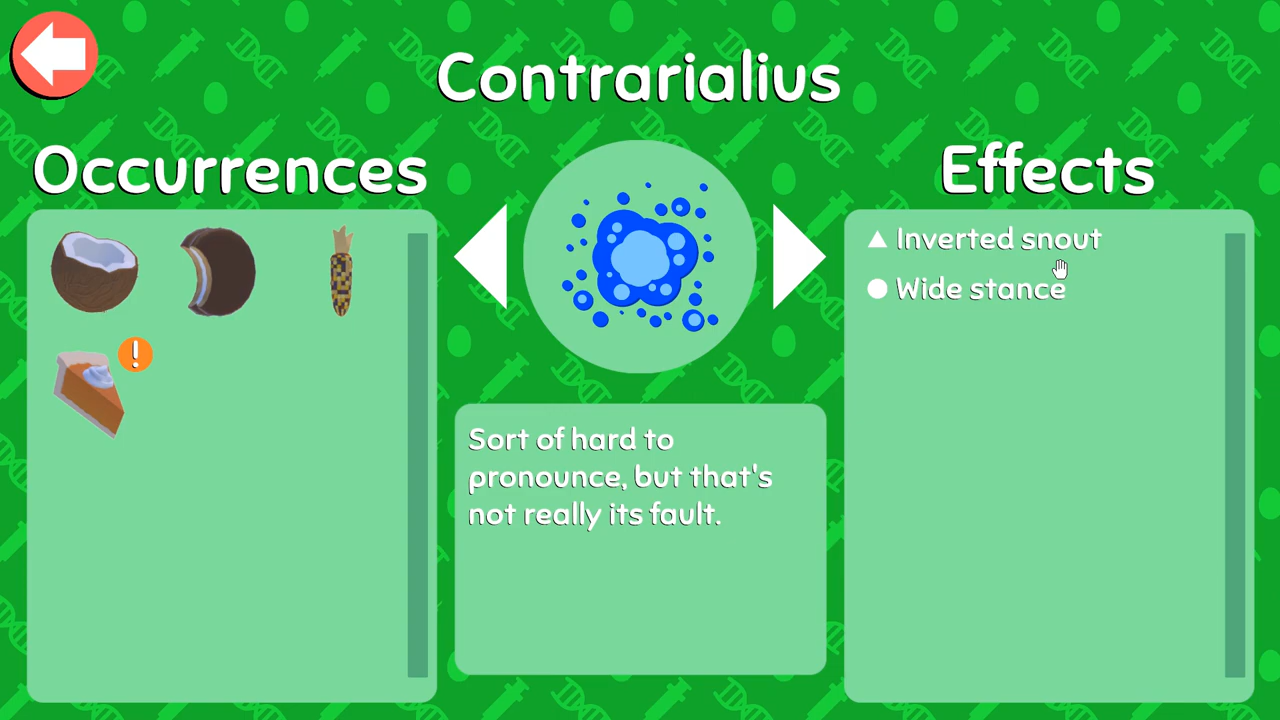 Contrarialius
Occurrences
!
Sort of hard to
pronounce, but that's
not really its fault.
Effects
Inverted snout
Wide stance